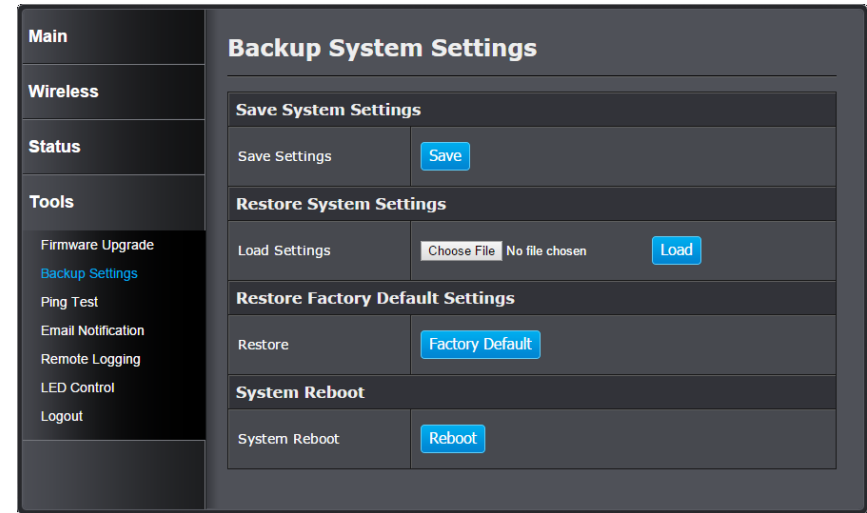 Main
Wireless
Status
Tools
Firmware Upgrade
Backup Settings
Ping Test
Email Notification
Remote Logging
LED Control
Logout
Backup System Settings
Save System Settings
Save Settings Save
Restore System Settings
Load Settings Choose File No file chosen Load
Restore Factory Default Settings
Restore Factory Default
System Reboot
System Reboot Reboot